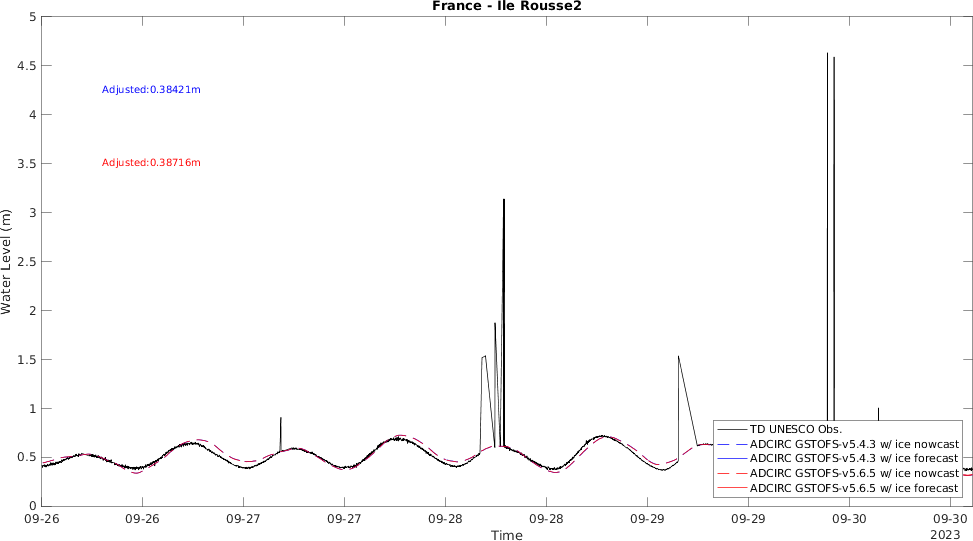 France - Ile Rousse2
5
4.5
4
3.5
3
2.5
2
1.5
1
0.5
0
Water Level (m)
Adjusted:0.38421m
Adjusted:0.38716m
TD UNESCO Obs.
ADCIRC GSTOFS-v5.4.3 w/ ice nowcast
ADCIRC GSTOFS-v5.4.3 w/ ice forecast
ADCIRC GSTOFS-v5.6.5 w/ ice nowcast
ADCIRC GSTOFS-v5.6.5 w/ ice forecast
09-26 09-26 09-27 09-27 09-28 09-28 09-29 09-29 09-30 09-30
2023
Time